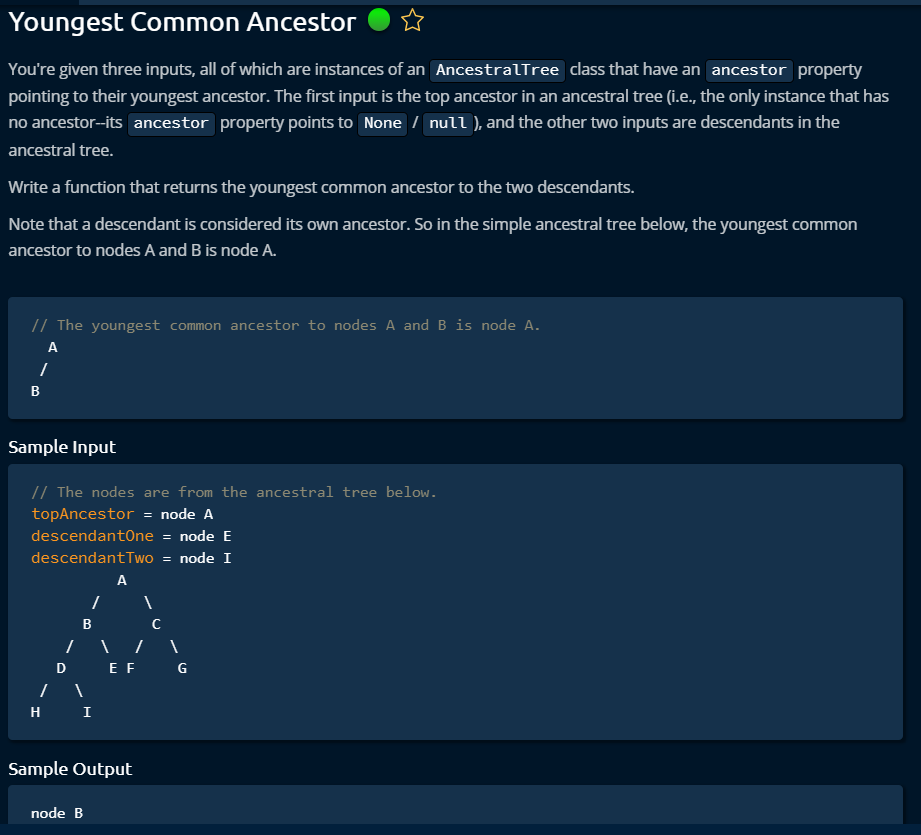 Youngest Common Ancestor
You're given three inputs, all of which are instances of an AncestralTree class that have an ancestor property
pointing to their youngest ancestor. The first input is the top ancestor in an ancestral tree (i.e., the only instance that has
no ancestor--its ancestor property points to None / null ), and the other two inputs are descendants in the
ancestral tree.
Write a function that returns the youngest common ancestor to the two descendants.
Note that a descendant is considered its own ancestor. So in the simple ancestral tree below, the youngest common
ancestor to nodes A and B is node A.
// The youngest common ancestor to nodes A and B is node A.
  A
 /
B
Sample Input
// The nodes are from the ancestral tree below.
topAncestor = node A
descendantOne = node E
descendantTwo = node I
          A
       /     \
      B       C
    /   \   /   \
   D     E F     G
 /   \
H     I
Sample Output
node B